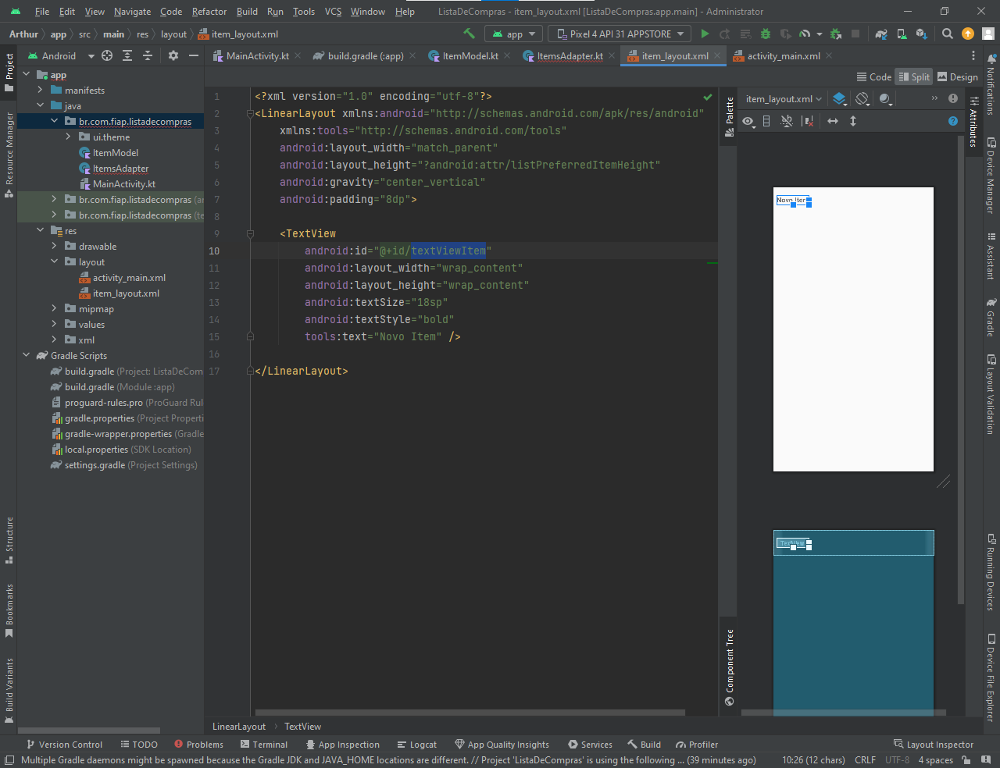 File Edit View Navigate Code Refactor Build Run Tools VCS Window Help ListaDeCompras - item_layout.xml [ListaDeCompras.app.main] - Administrator
Arthur app src main res layout item_layout.xml app Pixel 4 API 31 APPSTORE
Android MainActivity.kt build.gradle (:app) ItemModel.kt ItemsAdapter.kt item_layout.xml activity_main.xml
Code Split Design
Project
Resource Manager
Structure
Bookmarks
Build Variants
app
manifests
java
br.com.fiap.listadecompras
ui.theme
ItemModel
ItemsAdapter
MainActivity.kt
br.com.fiap.listadecompras (ar
br.com.fiap.listadecompras (te
res
drawable
layout
activity_main.xml
item_layout.xml
mipmap
values
xml
Gradle Scripts
build.gradle (Project: ListaDeCom
build.gradle (Module :app)
proguard-rules.pro (ProGuard Rul
gradle.properties (Project Properti
gradle-wrapper.properties (Gradle
local.properties (SDK Location)
settings.gradle (Project Settings)
1 <?xml version="1.0" encoding="utf-8"?>
2 <LinearLayout xmlns:android="http://schemas.android.com/apk/res/android"
3 xmlns:tools="http://schemas.android.com/tools"
4 android:layout_width="match_parent"
5 android:layout_height="?android:attr/listPreferredItemHeight"
6 android:gravity="center_vertical"
7 android:padding="8dp">
8
9 <TextView
10 android:id="@+id/textViewItem"
11 android:layout_width="wrap_content"
12 android:layout_height="wrap_content"
13 android:textSize="18sp"
14 android:textStyle="bold"
15 tools:text="Novo Item" />
16
17 </LinearLayout>
Palette
Component Tree
item_layout.xml
Novo Item
TextView
Attributes
Notifications
Device Manager
Assistant
Gradle
Layout Validation
Running Devices
Device File Explorer
LinearLayout TextView
Version Control TODO Problems Terminal App Inspection Logcat App Quality Insights Services Build Profiler Layout Inspector
Multiple Gradle daemons might be spawned because the Gradle JDK and JAVA_HOME locations are different. // Project 'ListaDeCompras' is using the following ... (39 minutes ago) 10:26 (12 chars) CRLF UTF-8 4 spaces